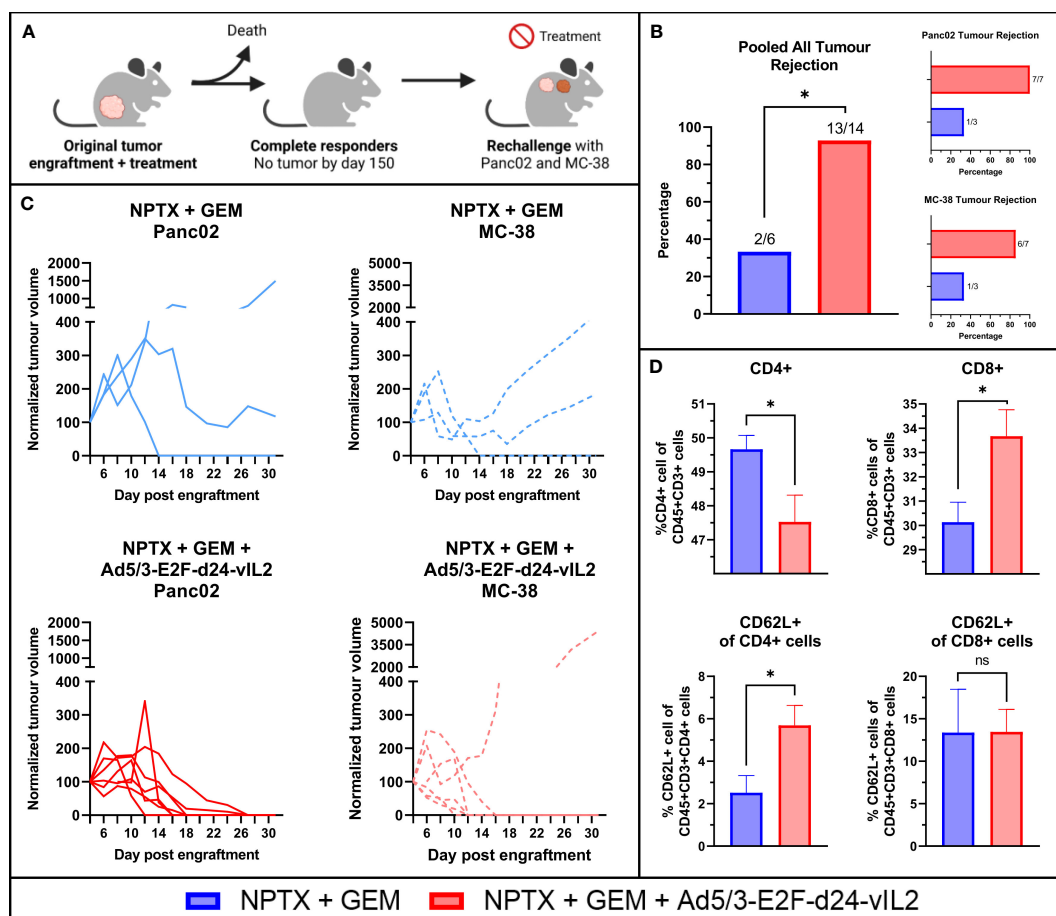 A
Death
Treatment
Original tumor
engraftment + treatment
Complete responders
No tumor by day 150
Rechallenge with
Panc02 and MC-38
B
Pooled All Tumour
Rejection
*
13/14
2/6
100
80
60
40
20
0
Percentage
Panc02 Tumour Rejection
7/7
1/3
0 20 40 60 80 100
Percentage
MC-38 Tumour Rejection
6/7
1/3
0 20 40 60 80 100
Percentage
C
NPTX + GEM
Panc02
2000
1500
1000
400
300
200
100
0
Normalized tumour volume
6 10 14 18 22 26 30
Day post engraftment
NPTX + GEM
MC-38
5000
3500
2000
400
300
200
100
0
Normalized tumour volume
6 10 14 18 22 26 30
Day post engraftment
NPTX + GEM +
Ad5/3-E2F-d24-vIL2
Panc02
2000
1500
1000
400
300
200
100
0
Normalized tumour volume
6 10 14 18 22 26 30
Day post engraftment
NPTX + GEM +
Ad5/3-E2F-d24-vIL2
MC-38
5000
3500
2000
400
300
200
100
0
Normalized tumour volume
6 10 14 18 22 26 30
Day post engraftment
D
CD4+
*
51
50
49
48
47
%CD4+ cell of
CD45+CD3+ cells
CD8+
*
35
34
33
32
31
30
29
%CD8+ cells of
CD45+CD3+ cells
CD62L+
of CD4+ cells
*
8
6
4
2
0
% CD62L+ cell of
CD45+CD3+CD4+ cells
CD62L+
of CD8+ cells
ns
20
15
10
5
0
% CD62L+ cells of
CD45+CD3+CD8+ cells
NPTX + GEM
NPTX + GEM + Ad5/3-E2F-d24-vIL2